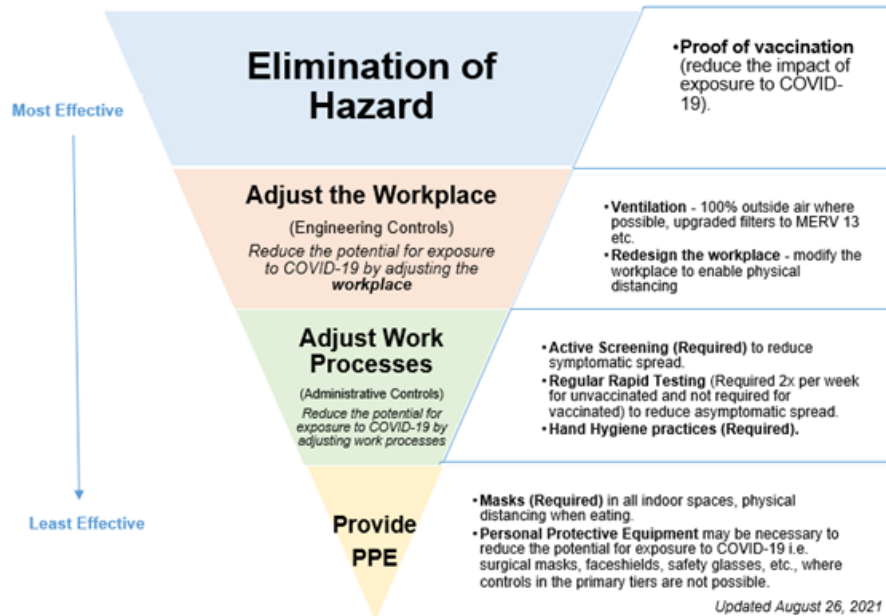 Elimination of
Hazard
•Proof of vaccination
(reduce the impact of
exposure to COVID-
19).
Most Effective
Adjust the Workplace
(Engineering Controls)
Reduce the potential for exposure
to COVID-19 by adjusting the
workplace
•Ventilation - 100% outside air where
possible, upgraded filters to MERV 13
etc.
•Redesign the workplace - modify the
workplace to enable physical
distancing
Adjust Work
Processes
(Administrative Controls)
Reduce the potential for
exposure to COVID-19 by
adjusting work processes
•Active Screening (Required) to reduce
symptomatic spread.
•Regular Rapid Testing (Required 2x per week
for unvaccinated and not required for
vaccinated) to reduce asymptomatic spread.
•Hand Hygiene practices (Required).
Least Effective
Provide
PPE
•Masks (Required) in all indoor spaces, physical
distancing when eating.
•Personal Protective Equipment may be necessary to
reduce the potential for exposure to COVID-19 i.e.
surgical masks, faceshields, safety glasses, etc., where
controls in the primary tiers are not possible.
Updated August 26, 2021